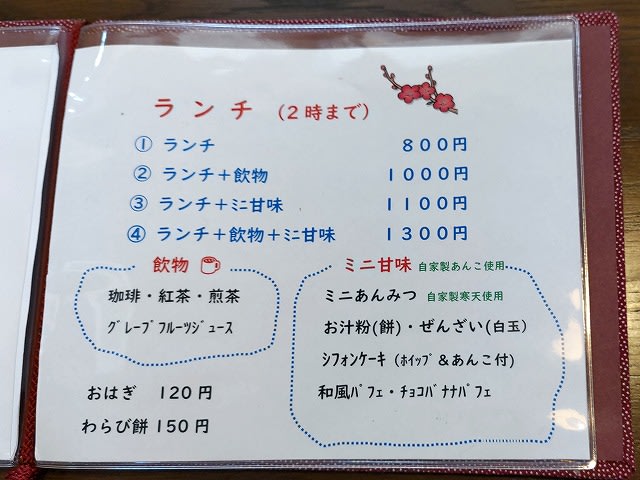 ランチ (2時まで)
① ランチ 800円
② ランチ+飲物 1000円
③ ランチ+ﾐﾆ甘味 1100円
④ ランチ+飲物+ﾐﾆ甘味 1300円
飲物
珈琲・紅茶・煎茶
ｸﾞﾚｰﾌﾟﾌﾙｰﾂｼﾞｭｰｽ
おはぎ 120円
わらび餅 150円
ミニ甘味 自家製あんこ使用
ミニあんみつ 自家製寒天使用
お汁粉(餅)・ぜんざい(白玉)
ｼﾌｫﾝｹｰｷ (ﾎｲｯﾌﾟ&あんこ付)
和風ﾊﾟﾌｪ・ﾁｮｺﾊﾞﾅﾅﾊﾟﾌｪ